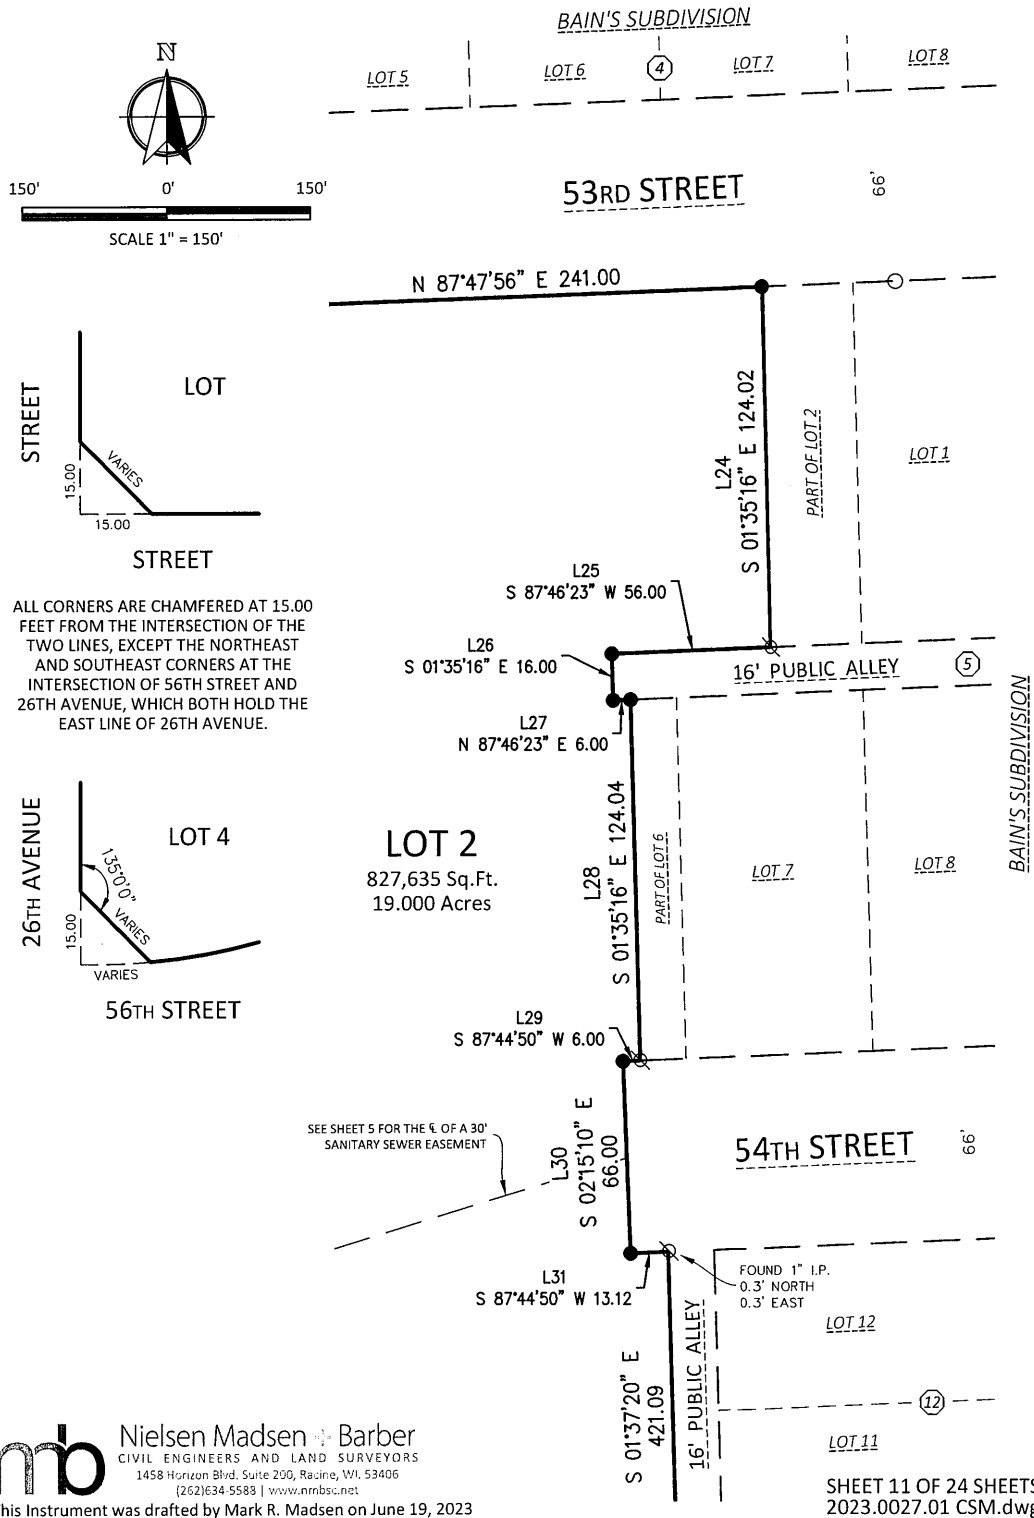 BAIN'S SUBDIVISION
LOT 5
LOT 6
4
LOT 7
LOT 8
N
150'
0'
150'
SCALE 1" = 150'
53RD STREET
66'
N 87°47'56" E 241.00
STREET
LOT
VARIES
15.00
15.00
STREET
L24
S 01°35'16" E 124.02
PART OF LOT 2
LOT 1
ALL CORNERS ARE CHAMFERED AT 15.00
FEET FROM THE INTERSECTION OF THE
TWO LINES, EXCEPT THE NORTHEAST
AND SOUTHEAST CORNERS AT THE
INTERSECTION OF 56TH STREET AND
26TH AVENUE, WHICH BOTH HOLD THE
EAST LINE OF 26TH AVENUE.
L25
S 87°46'23" W 56.00
L26
S 01°35'16" E 16.00
16' PUBLIC ALLEY
5
L27
N 87°46'23" E 6.00
BAIN'S SUBDIVISION
26TH AVENUE
LOT 4
135°0'0"
VARIES
15.00
VARIES
56TH STREET
LOT 2
827,635 Sq.Ft.
19.000 Acres
L28
S 01°35'16" E 124.04
PART OF LOT 6
LOT 7
LOT 8
L29
S 87°44'50" W 6.00
SEE SHEET 5 FOR THE ℄ OF A 30'
SANITARY SEWER EASEMENT
L30
S 02°15'10" E
66.00
54TH STREET
66'
L31
S 87°44'50" W 13.12
FOUND 1" I.P.
0.3' NORTH
0.3' EAST
S 01°37'20" E
421.09
16' PUBLIC ALLEY
LOT 12
12
LOT 11
mb
Nielsen Madsen + Barber
CIVIL ENGINEERS AND LAND SURVEYORS
1458 Horizon Blvd. Suite 200, Racine, WI. 53406
(262)634-5588 | www.nmbsc.net
his Instrument was drafted by Mark R. Madsen on June 19, 2023
SHEET 11 OF 24 SHEETS
2023.0027.01 CSM.dwg